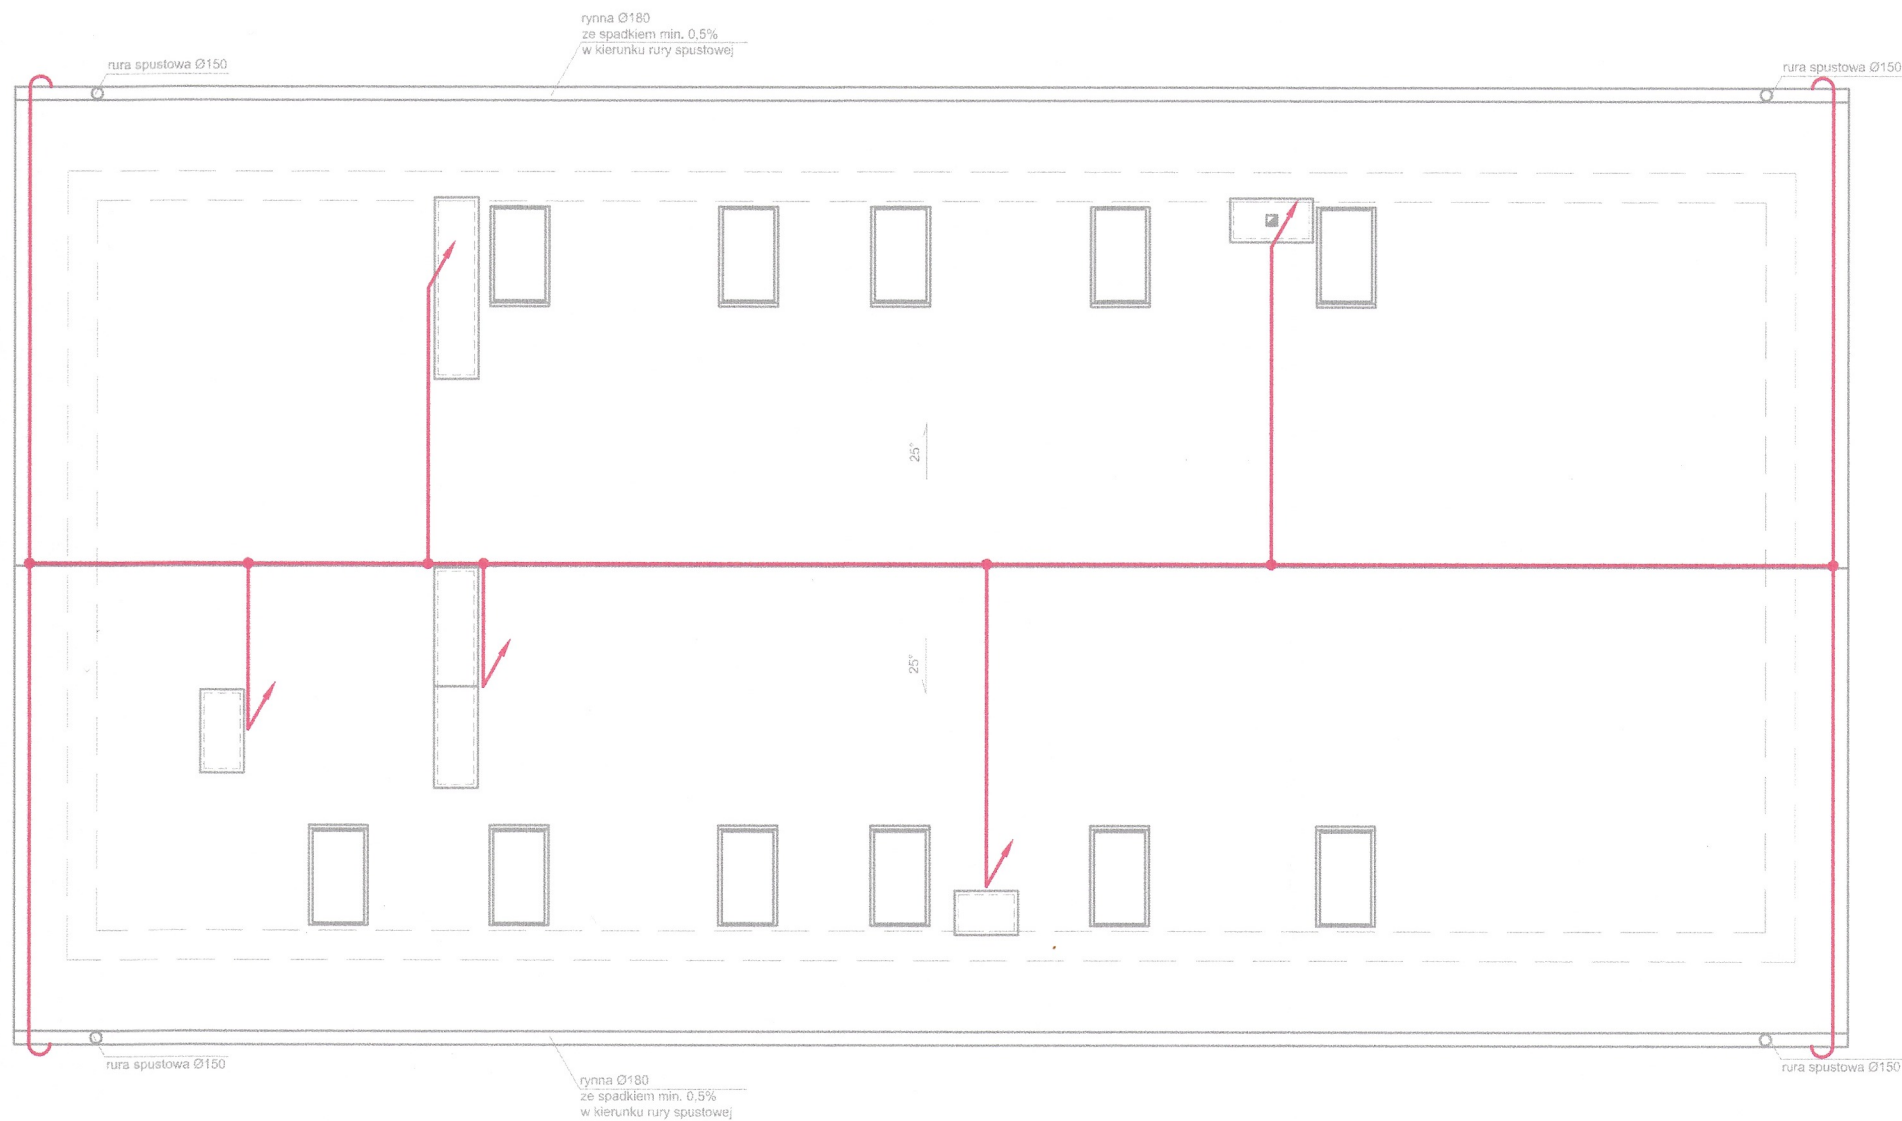 rynna Ø180
ze spadkiem min. 0,5%
w kierunku rury spustowej
rura spustowa Ø150
rura spustowa Ø150
25°
25°
rura spustowa Ø150
rura spustowa Ø150
rynna Ø180
ze spadkiem min. 0,5%
w kierunku rury spustowej